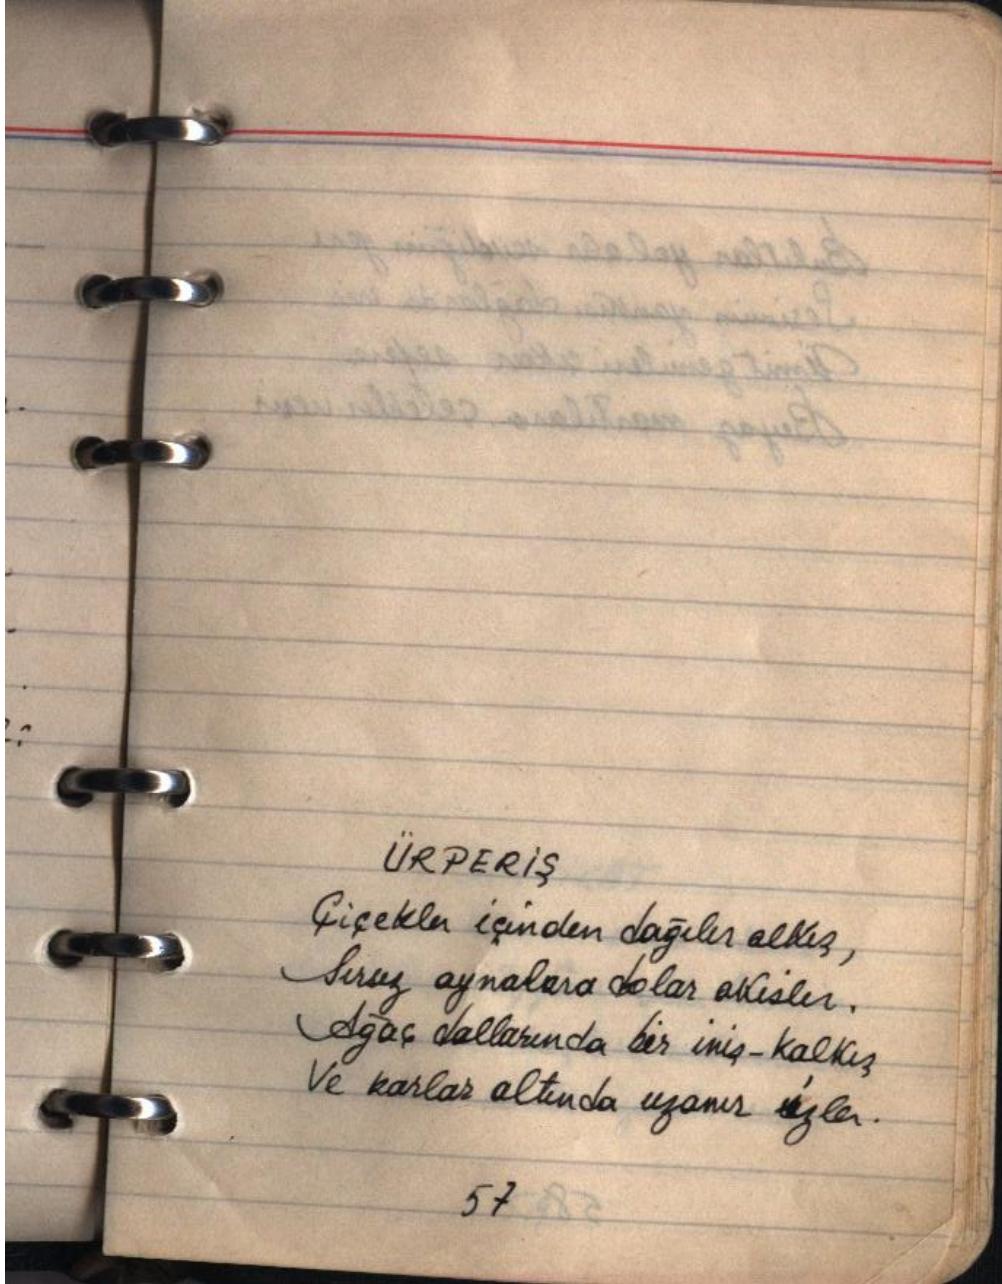 ÜRPERİŞ
Çiçekler içinden dağılır alkış,
Sırsız aynalara dolar akisler.
Ağaç dallarında bir iniş-kalkış
Ve karlar altında uzanır izler.
57